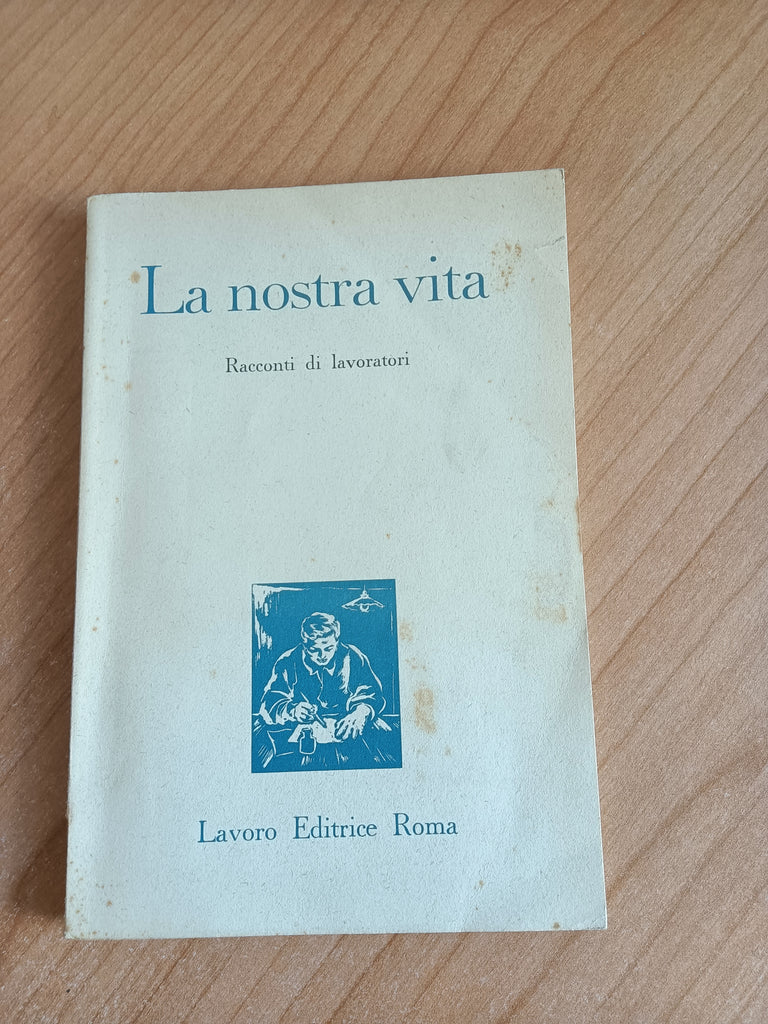 La nostra vita
Racconti di lavoratori
Lavoro Editrice Roma